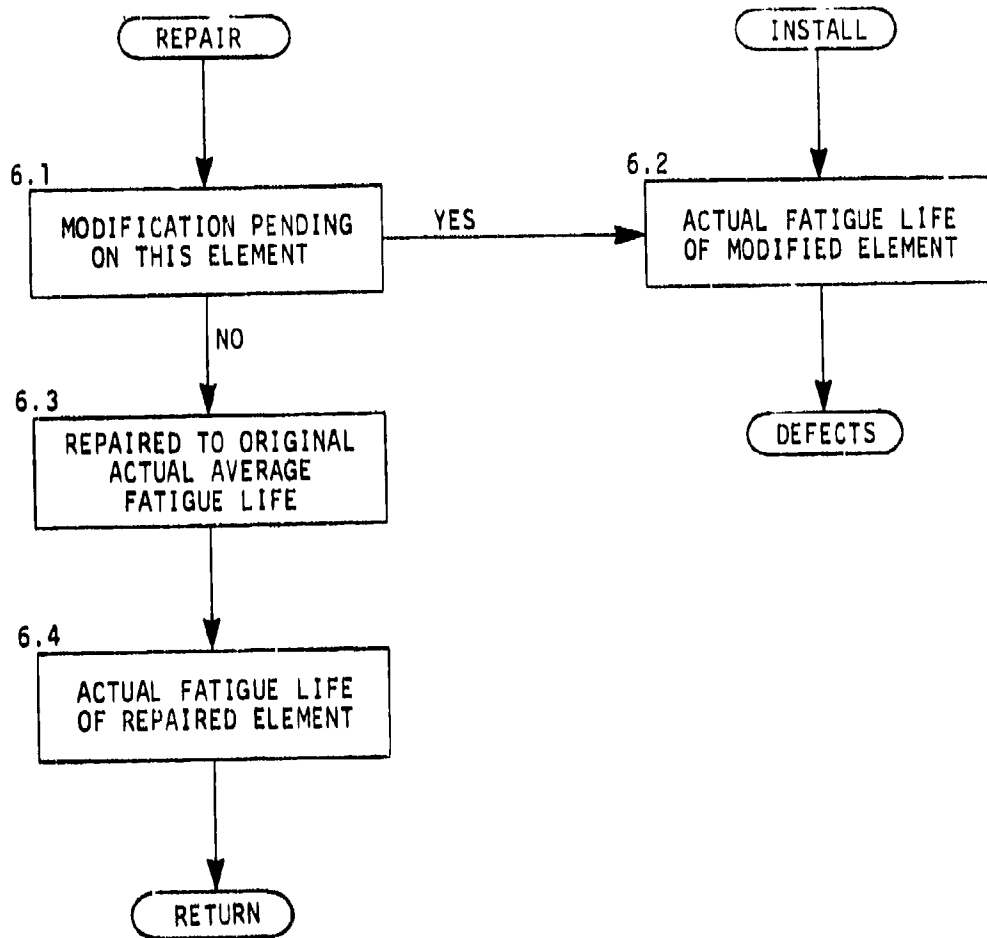 REPAIR
INSTALL
6.1
MODIFICATION PENDING
ON THIS ELEMENT
YES
6.2
ACTUAL FATIGUE LIFE
OF MODIFIED ELEMENT
NO
DEFECTS
6.3
REPAIRED TO ORIGINAL
ACTUAL AVERAGE
FATIGUE LIFE
6.4
ACTUAL FATIGUE LIFE
OF REPAIRED ELEMENT
RETURN